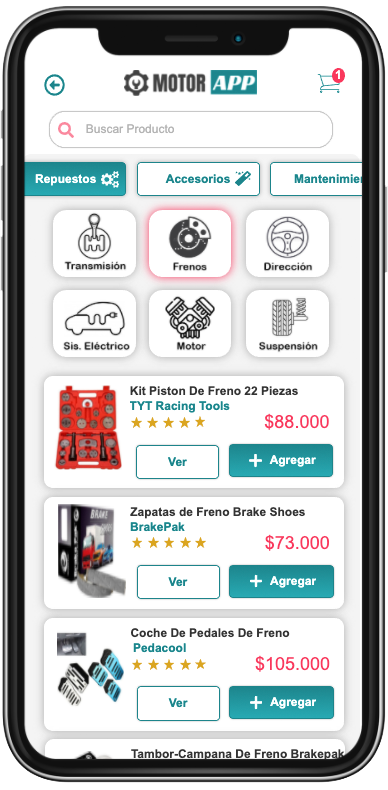 MOTOR APP
1
Buscar Producto
Repuestos
Accesorios
Mantenimie
Transmisión
Frenos
Dirección
Sis. Eléctrico
Motor
Suspensión
Kit Piston De Freno 22 Piezas
TYT Racing Tools
$88.000
Ver
+ Agregar
Zapatas de Freno Brake Shoes
BrakePak
$73.000
Ver
+ Agregar
Coche De Pedales De Freno
Pedacool
$105.000
Ver
+ Agregar
Tambor-Campana De Freno Brakepak